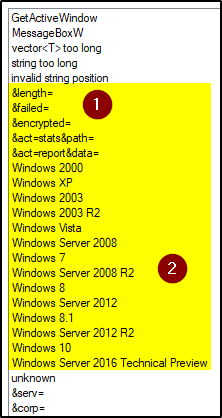 GetActiveWindow
MessageBoxW
vector<T> too long
string too long
invalid string position
&length=
&failed=
&encrypted=
&act=stats&path=
&act=report&data=
1
Windows 2000
Windows XP
Windows 2003
Windows 2003 R2
Windows Vista
Windows Server 2008
Windows 7
Windows Server 2008 R2
2
Windows 8
Windows Server 2012
Windows 8.1
Windows Server 2012 R2
Windows 10
Windows Server 2016 Technical Preview
unknown
&serv=
&corp=